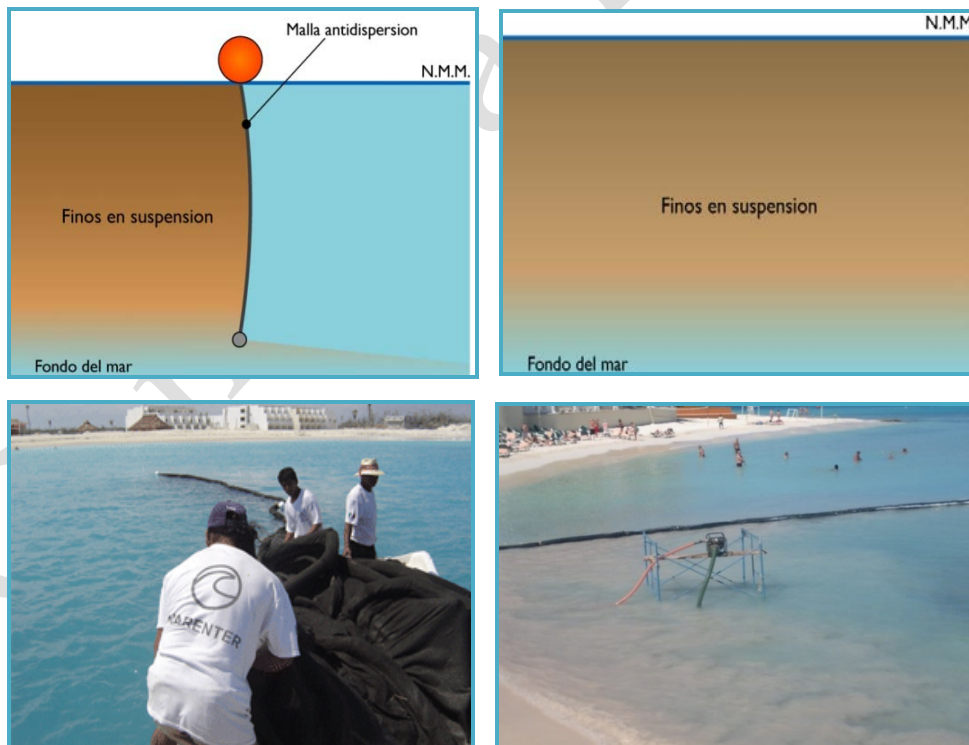 Malla antidispersion
N.M.M.
Finos en suspension
Fondo del mar
N.M.M.
Finos en suspension
Fondo del mar
ARENTER